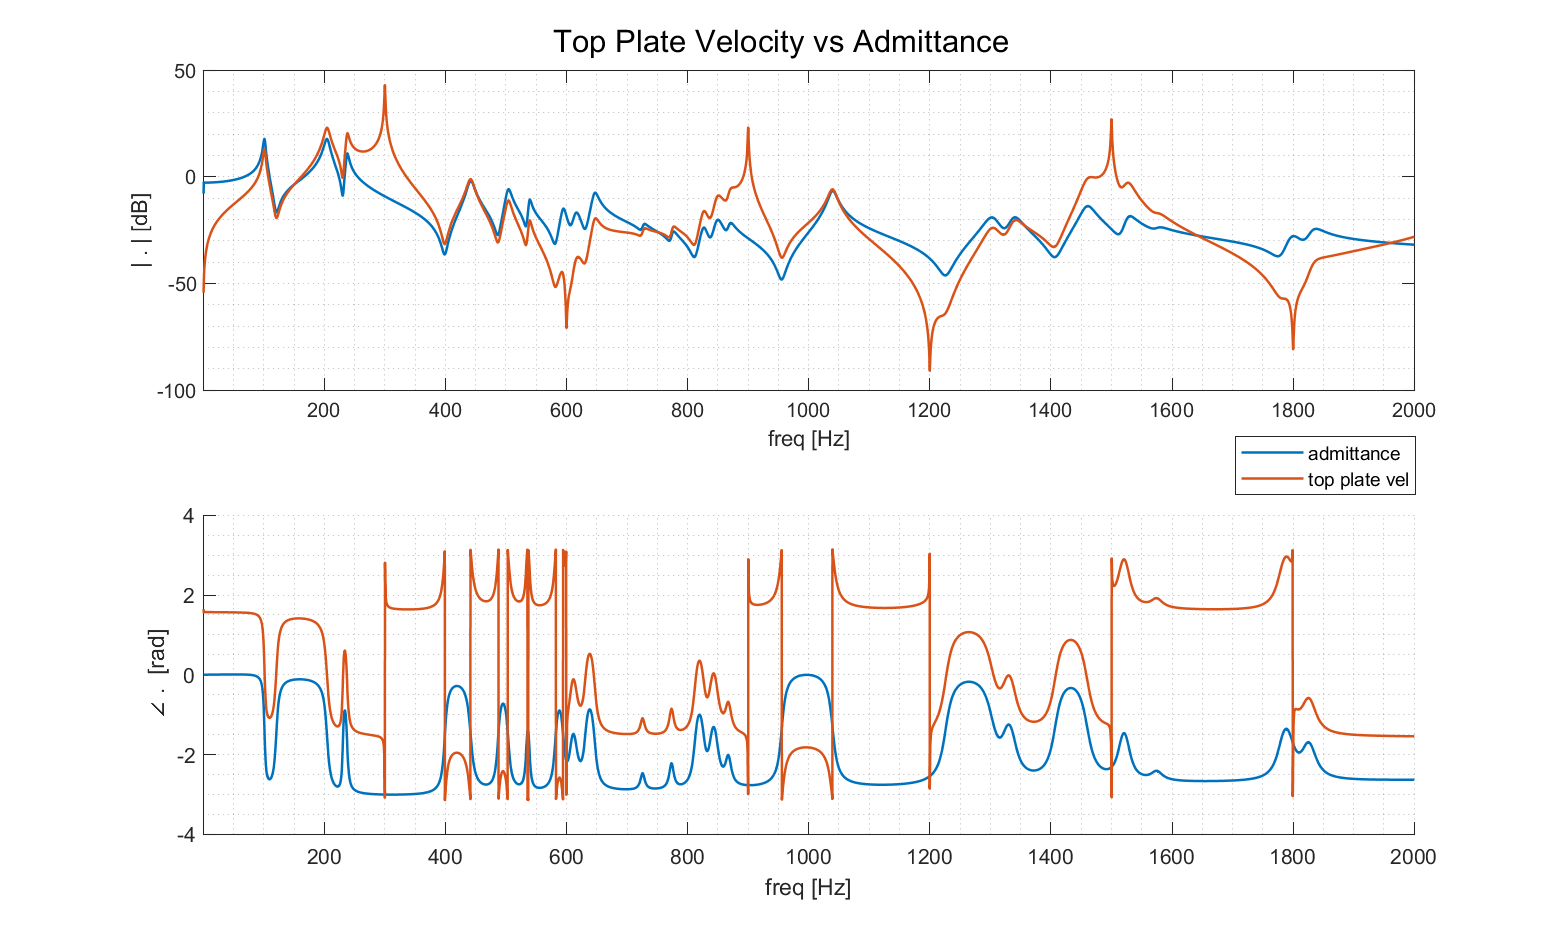 Top Plate Velocity vs Admittance
50
0
-50
-100
| . | [dB]
200 400 600 800 1000 1200 1400 1600 1800 2000
freq [Hz]
admittance
top plate vel
4
2
0
-2
-4
∠ . [rad]
200 400 600 800 1000 1200 1400 1600 1800 2000
freq [Hz]